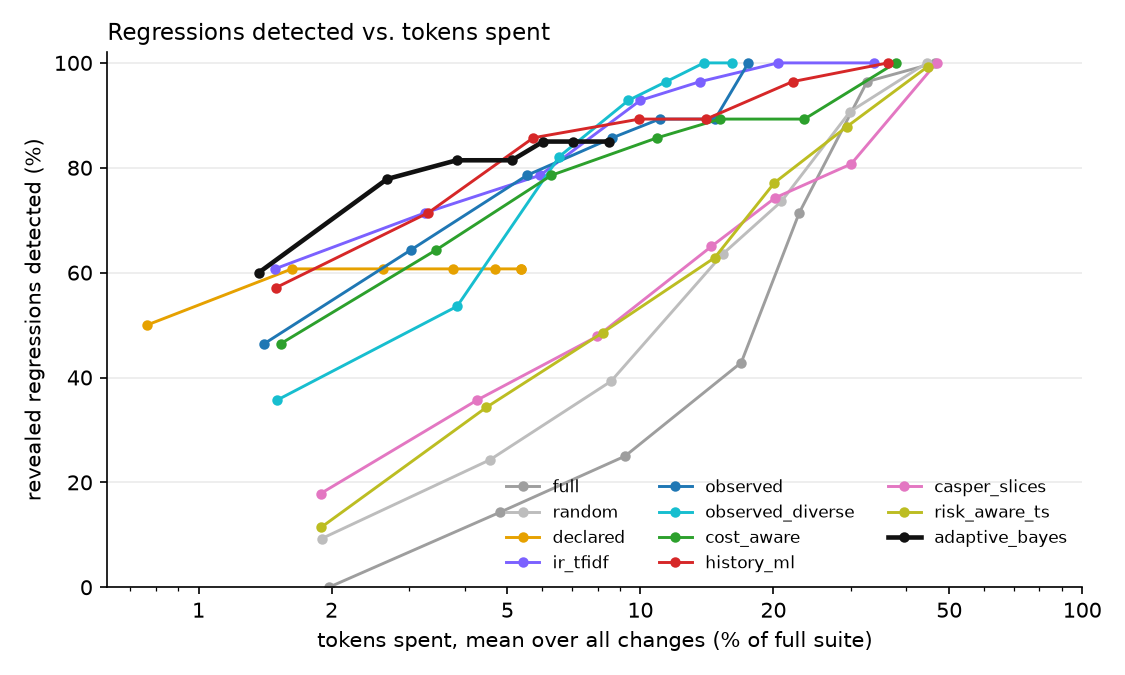 Regressions detected vs. tokens spent
revealed regressions detected (%)
100
80
60
40
20
0
full
random
declared
ir_tfidf
observed
observed_diverse
cost_aware
history_ml
casper_slices
risk_aware_ts
adaptive_bayes
1 2 5 10 20 50 100
tokens spent, mean over all changes (% of full suite)